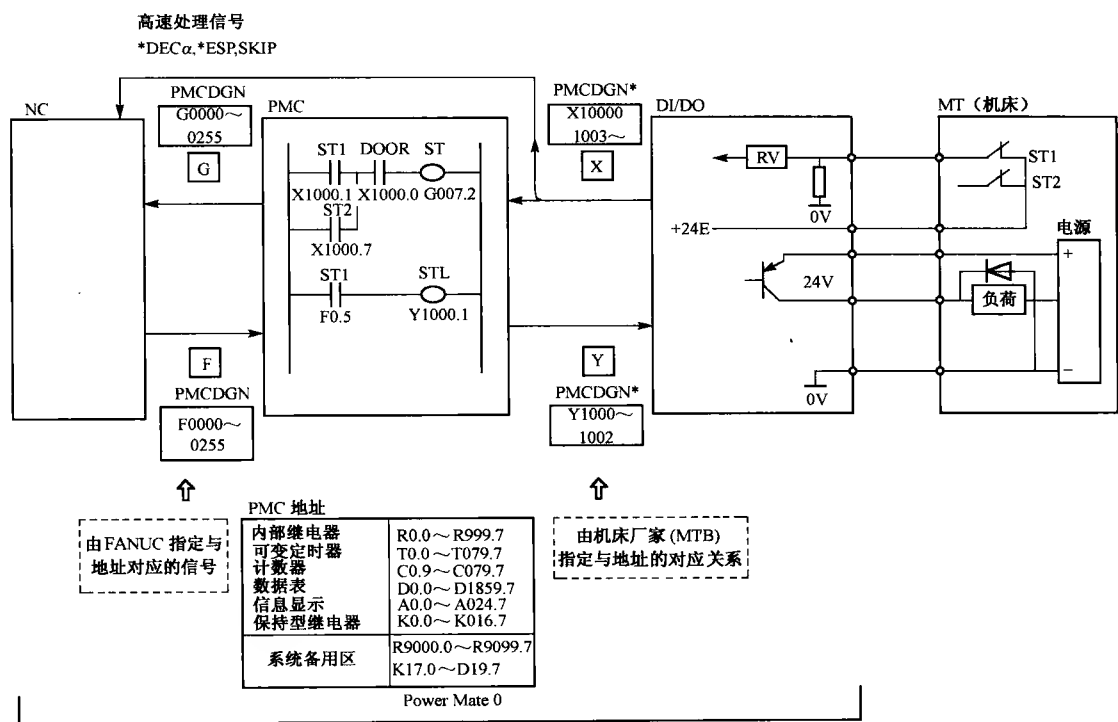 高速处理信号
*DECα,*ESP,SKIP
NC
PMCDGN
G0000～
0255
G
PMC
ST1 DOOR ST
X1000.1 X1000.0 G007.2
ST2
X1000.7
ST1 STL
F0.5 Y1000.1
F
PMCDGN
F0000～
0255
PMCDGN*
X10000
1003～
X
Y
PMCDGN*
Y1000～
1002
DI/DO
RV
0V
+24E
24V
0V
MT（机床）
ST1
ST2
电源
+
负荷
−
由FANUC 指定与
地址对应的信号
PMC 地址
内部继电器 R0.0～R999.7
可变定时器 T0.0～T079.7
计数器 C0.9～C079.7
数据表 D0.0～D1859.7
信息显示 A0.0～A024.7
保持型继电器 K0.0～K016.7
系统备用区 R9000.0～R9099.7
K17.0～D19.7
由机床厂家 (MTB)
指定与地址的对应关系
Power Mate 0